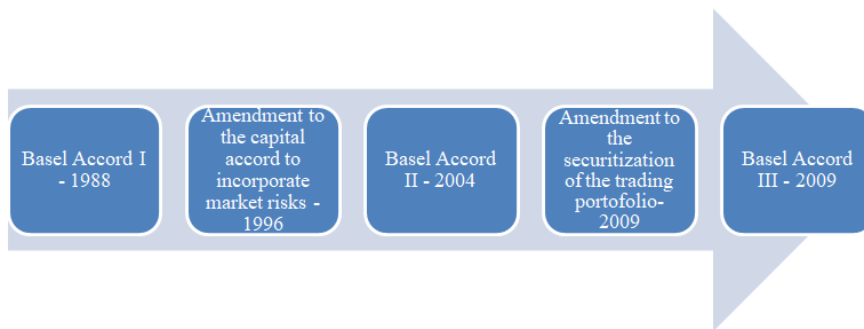 Basel Accord I
- 1988
Amendment to
the capital
accord to
incorporate
market risks -
1996
Basel Accord
II - 2004
Amendment to
the
securitization
of the trading
portofolio-
2009
Basel Accord
III - 2009